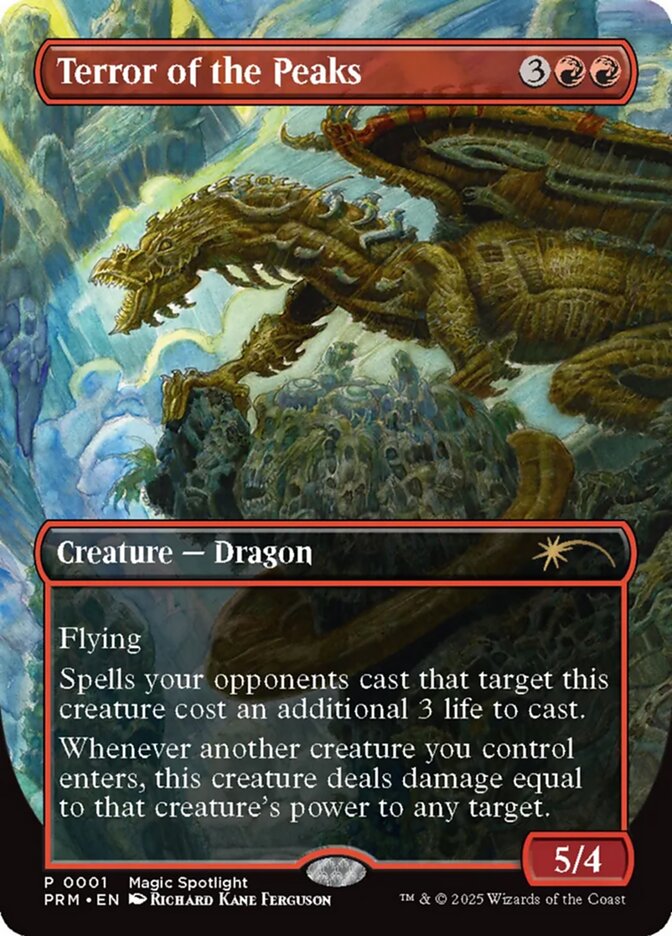 Terror of the Peaks 3
Creature — Dragon
Flying
Spells your opponents cast that target this
creature cost an additional 3 life to cast.
Whenever another creature you control
enters, this creature deals damage equal
to that creature's power to any target.
5/4
P 0001 Magic Spotlight
PRM • EN Richard Kane Ferguson ™ & © 2025 Wizards of the Coast